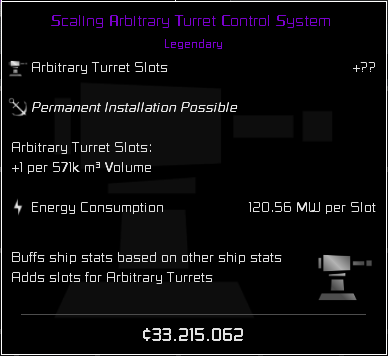 Scaling Arbitrary Turret Control System
Legendary
Arbitrary Turret Slots +??
Permanent Installation Possible
Arbitrary Turret Slots:
+1 per 571k m³ Volume
Energy Consumption 120.56 MW per Slot
Buffs ship stats based on other ship stats
Adds slots for Arbitrary Turrets
¢33.215.062